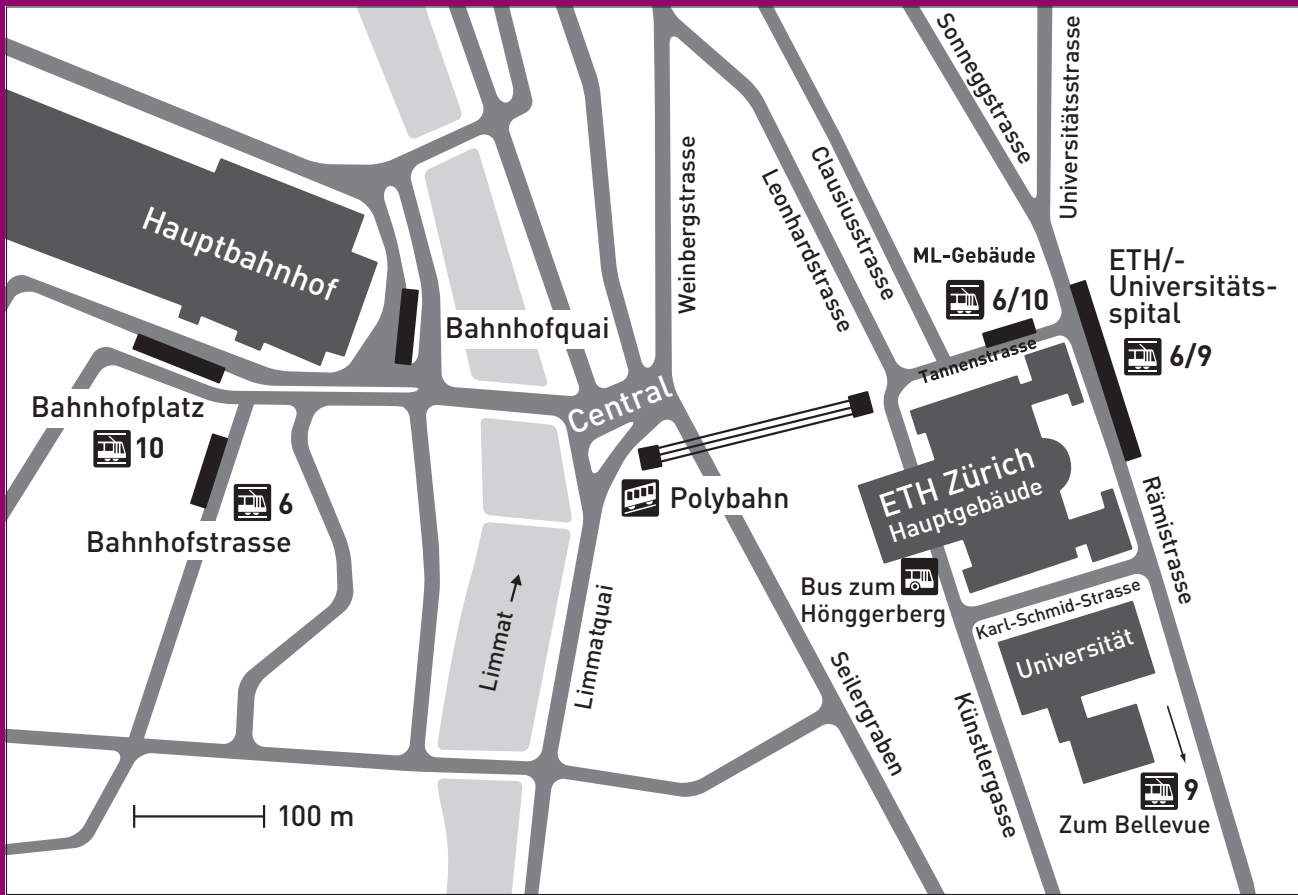 Sonneggstrasse
Universitätsstrasse
Weinbergstrasse
Leonhardstrasse
Clausiusstrasse
Hauptbahnhof
ML-Gebäude
6/10
ETH/-
Universitäts-
spital
6/9
Bahnhofquai
Tannenstrasse
Central
Bahnhofplatz
10
6
Bahnhofstrasse
Polybahn
ETH Zürich
Hauptgebäude
Rämistrasse
Bus zum
Hönggerberg
Karl-Schmid-Strasse
Universität
Limmat
Limmatquai
Seilergraben
Künstlergasse
9
Zum Bellevue
100 m